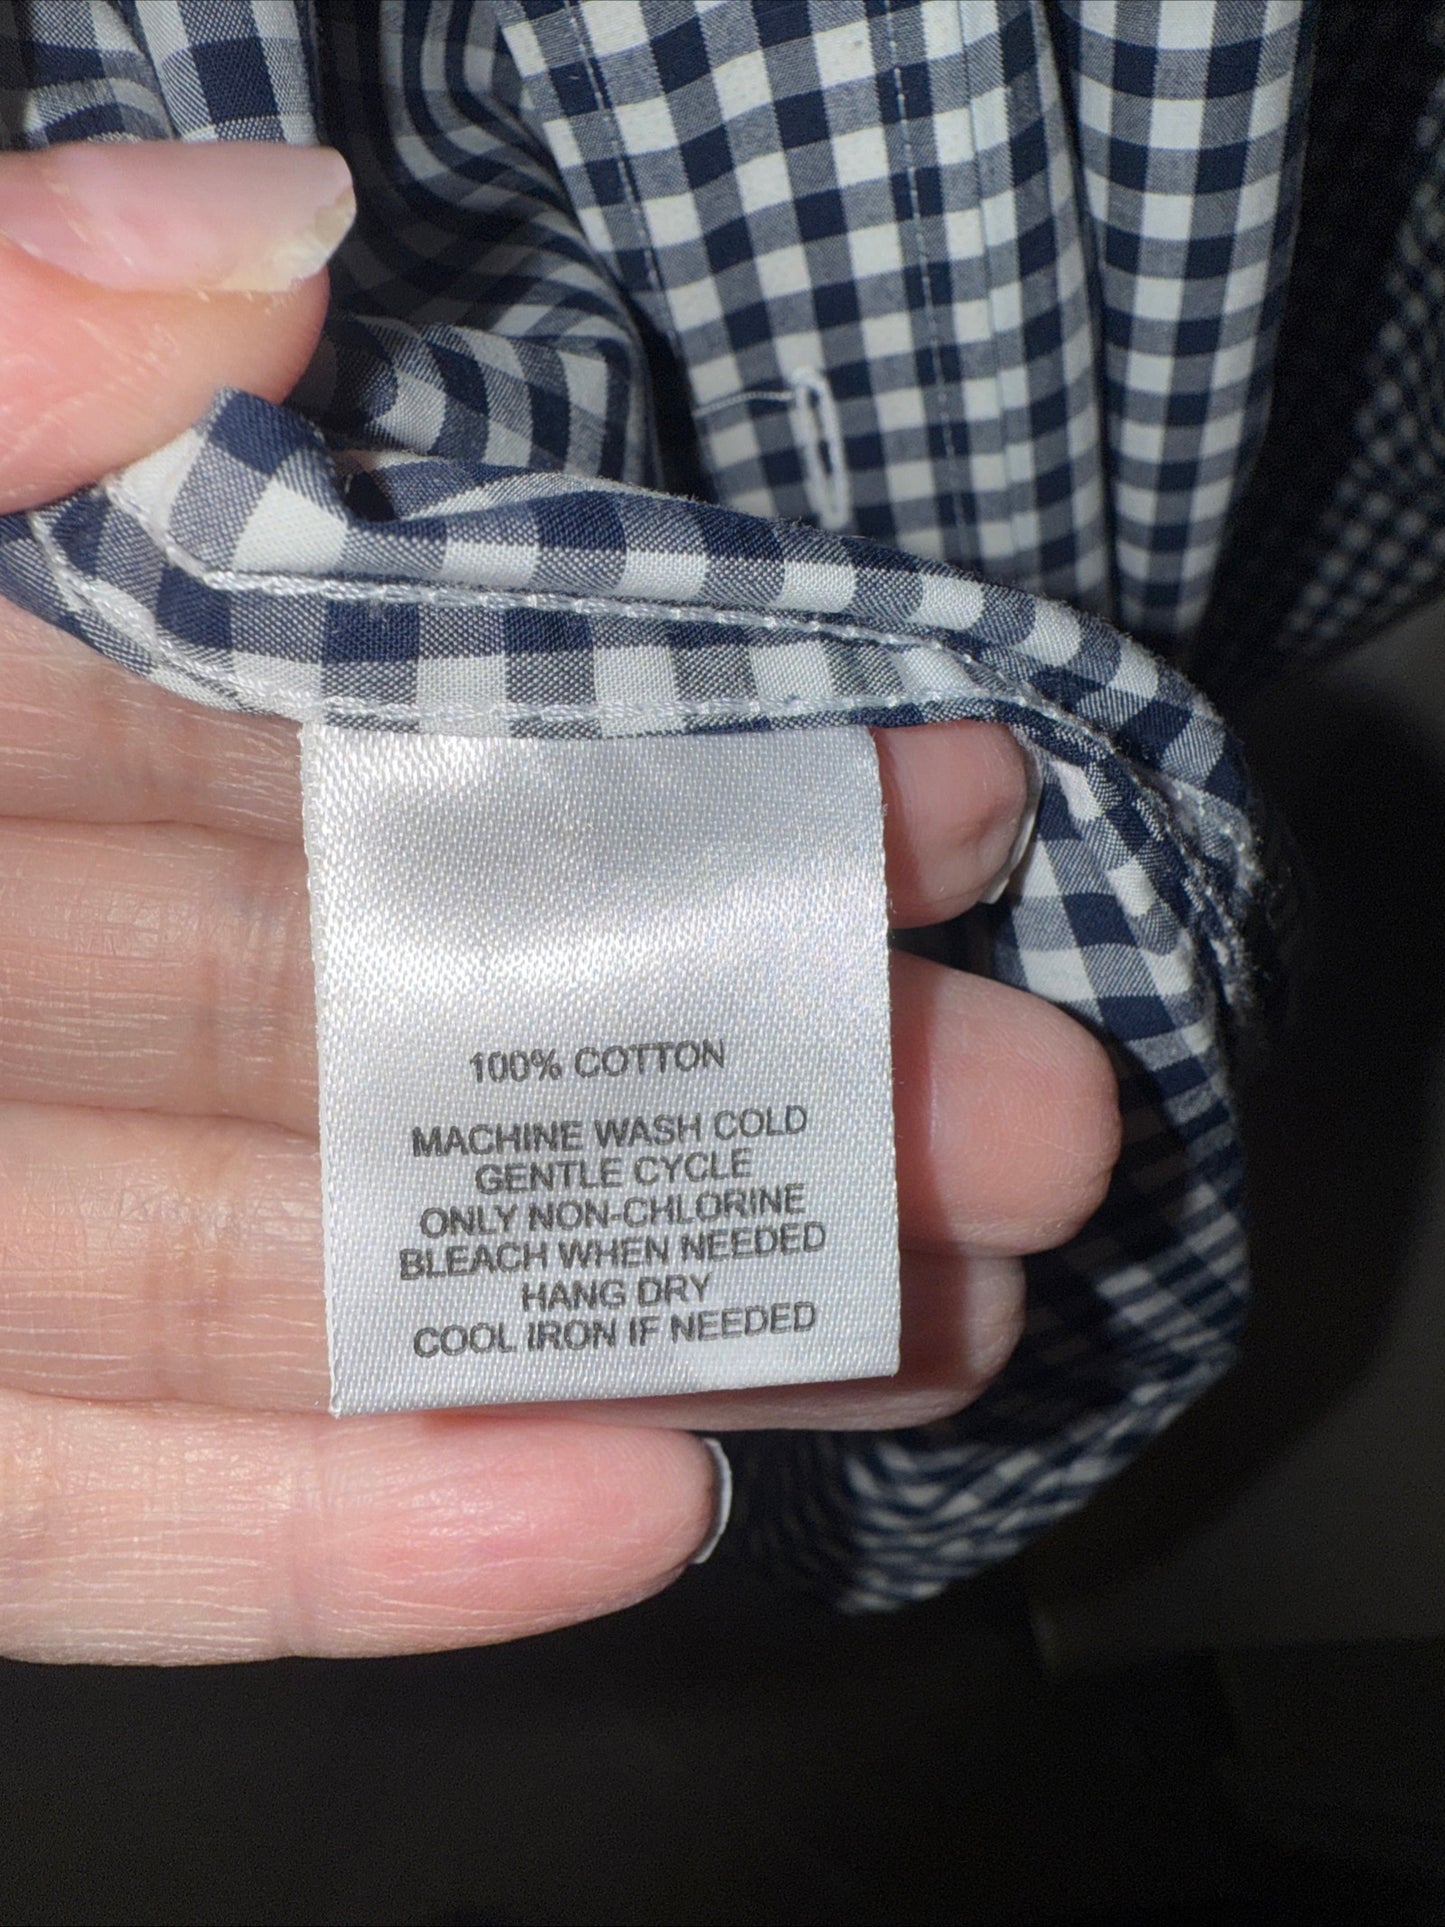 100% COTTON
MACHINE WASH COLD
GENTLE CYCLE
ONLY NON-CHLORINE
BLEACH WHEN NEEDED
HANG DRY
COOL IRON IF NEEDED